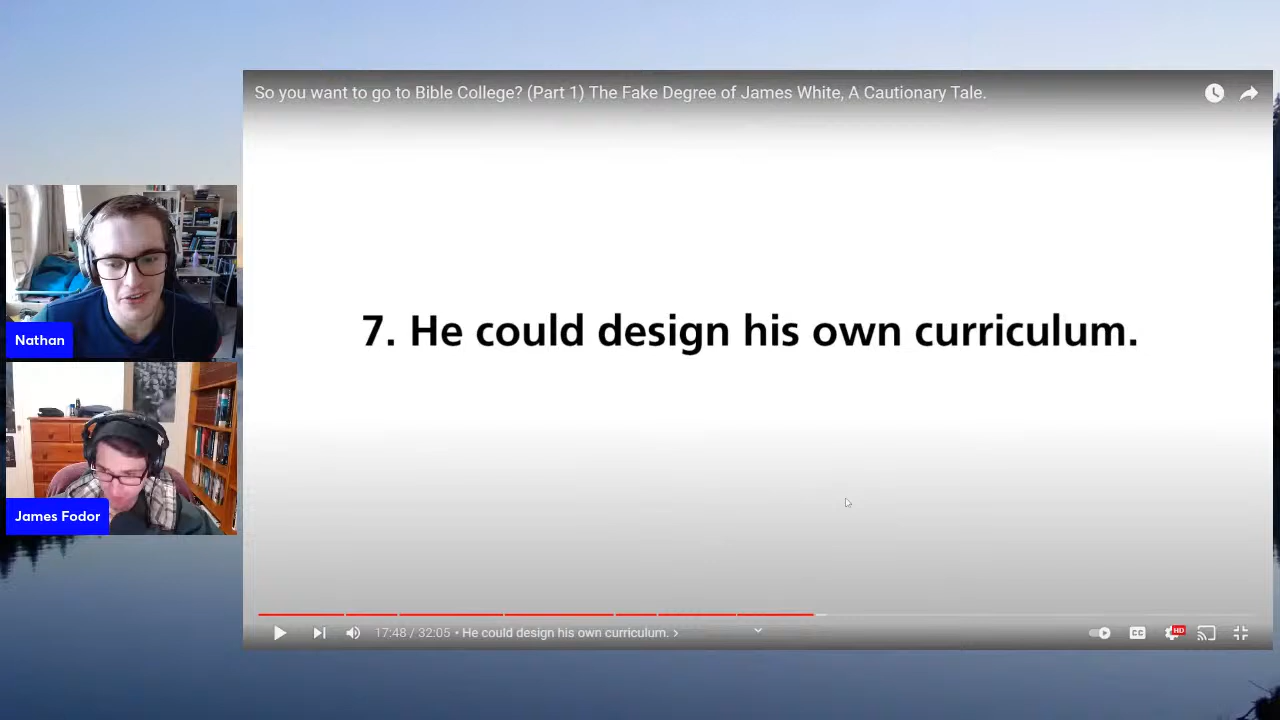 So you want to go to Bible College? (Part 1) The Fake Degree of James White, A Cautionary Tale.
7. He could design his own curriculum.
Nathan
James Fodor
17:48 / 32:05 • He could design his own curriculum. >
CC
HD